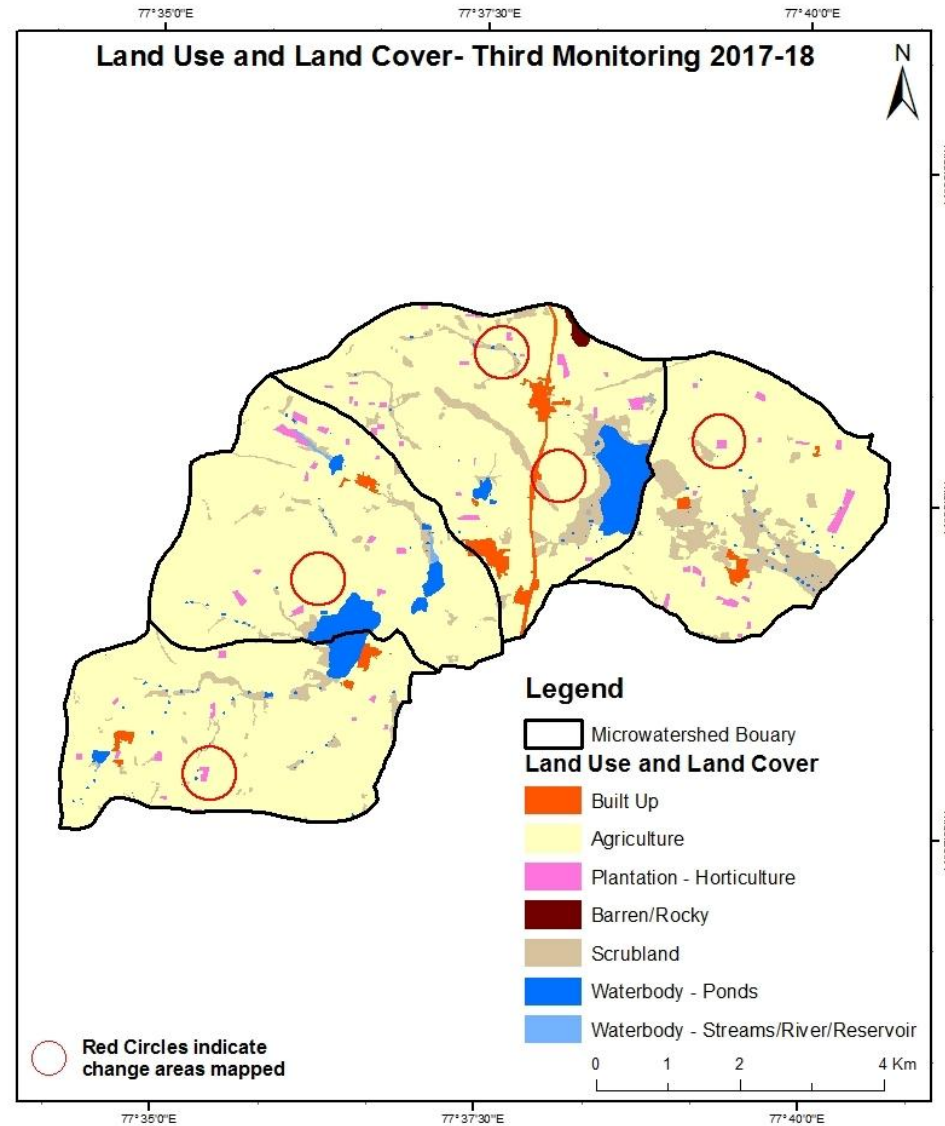 77°35'0"E 77°37'30"E 77°40'0"E
Land Use and Land Cover- Third Monitoring 2017-18
N
Legend
Microwatershed Bouary
Land Use and Land Cover
Built Up
Agriculture
Plantation - Horticulture
Barren/Rocky
Scrubland
Waterbody - Ponds
Waterbody - Streams/River/Reservoir
0 1 2 4 Km
Red Circles indicate
change areas mapped
77°35'0"E 77°37'30"E 77°40'0"E